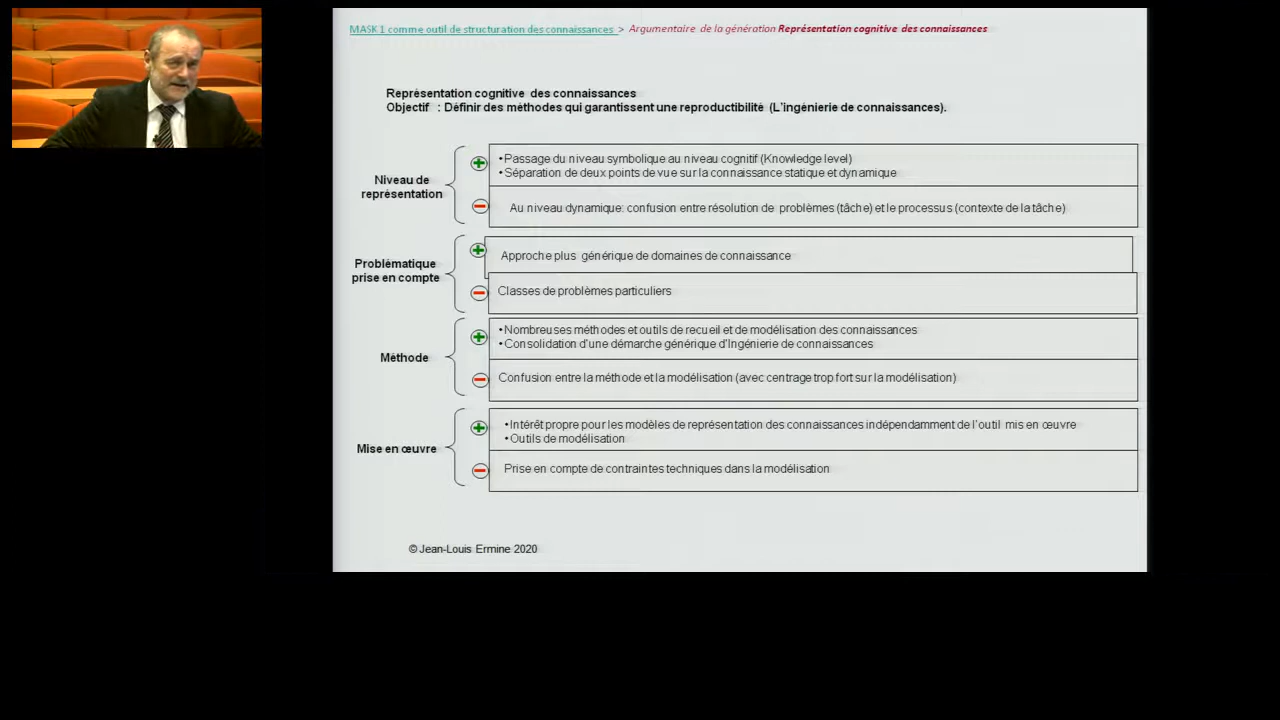 MASK 1 comme outil de structuration des connaissances > Argumentaire de la génération Représentation cognitive des connaissances
Représentation cognitive des connaissances
Objectif : Définir des méthodes qui garantissent une reproductibilité (L'ingénierie de connaissances).
Niveau de
représentation
•Passage du niveau symbolique au niveau cognitif (Knowledge level)
•Séparation de deux points de vue sur la connaissance statique et dynamique
Au niveau dynamique: confusion entre résolution de problèmes (tâche) et le processus (contexte de la tâche)
Problématique
prise en compte
Approche plus générique de domaines de connaissance
Classes de problèmes particuliers
Méthode
•Nombreuses méthodes et outils de recueil et de modélisation des connaissances
•Consolidation d'une démarche générique d'Ingénierie de connaissances
Confusion entre la méthode et la modélisation (avec centrage trop fort sur la modélisation)
Mise en œuvre
•Intérêt propre pour les modèles de représentation des connaissances indépendamment de l'outil mis en œuvre
•Outils de modélisation
Prise en compte de contraintes techniques dans la modélisation
© Jean-Louis Ermine 2020